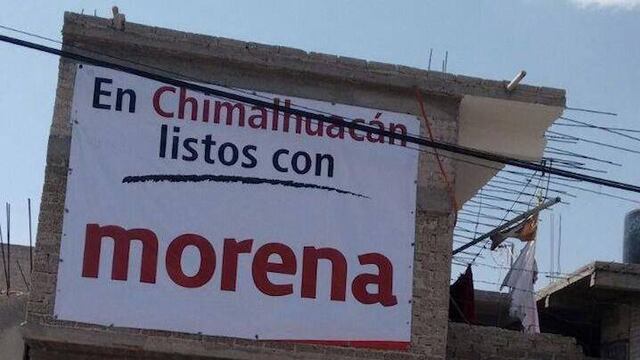 En Chimalhuacán
listos con
morena